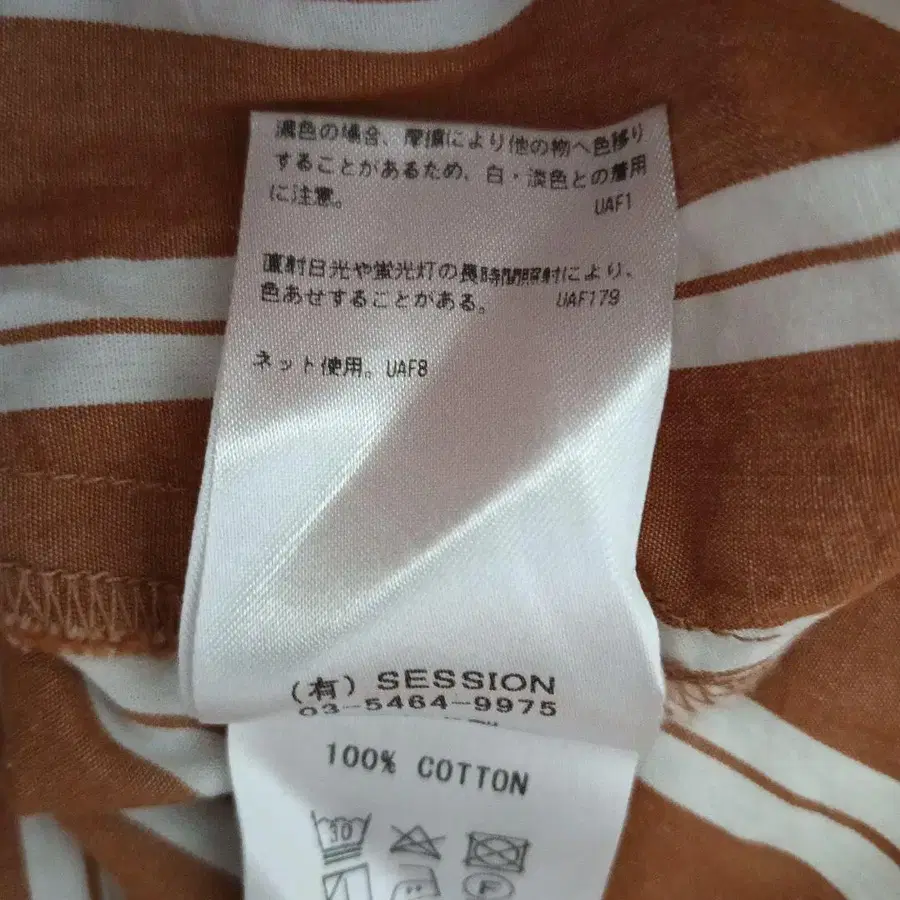 濃色の場合、摩擦により他の物へ色移り
することがあるため、白・淡色との着用
に注意。
UAF1
直射日光や蛍光灯の長時間照射により、
色あせすることがある。 UAF179
ネット使用。UAF8
(有) SESSION
03-5464-9975
100% COTTON
30
F